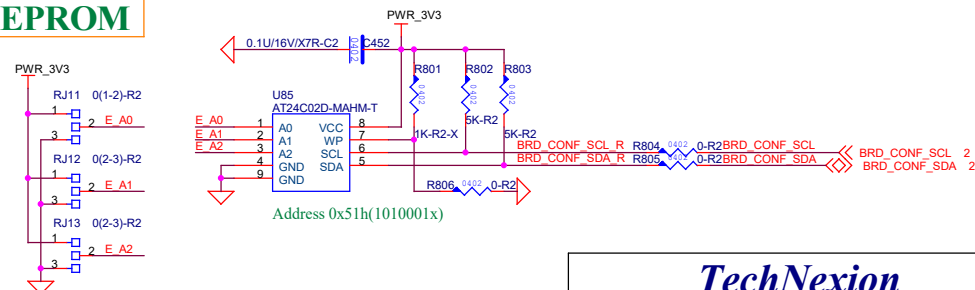 EPROM
PWR_3V3
0.1U/16V/X7R-C2
0402
C452
PWR_3V3
R801
R802
R803
0402
0402
0402
RJ11 0(1-2)-R2
1
2 E_A0
3
U85
AT24C02D-MAHM-T
5K-R2
1K-R2-X
5K-R2
E_A0 1 A0 VCC 8
E_A1 2 A1 WP 7
E_A2 3 A2 SCL 6
4 GND SDA 5
9 GND
BRD_CONF_SCL_R R804 0402 0-R2 BRD_CONF_SCL
BRD_CONF_SDA_R R805 0402 0-R2 BRD_CONF_SDA
BRD_CONF_SCL 2
BRD_CONF_SDA 2
RJ12 0(2-3)-R2
1
2 E_A1
3
R806 0402 0-R2
Address 0x51h(1010001x)
RJ13 0(2-3)-R2
1
2 E_A2
3
TechNexion